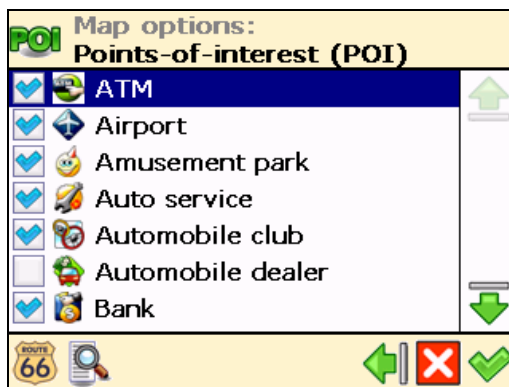 POI
Map options:
Points-of-interest (POI)
ATM
Airport
Amusement park
Auto service
Automobile club
Automobile dealer
Bank
ROUTE
66